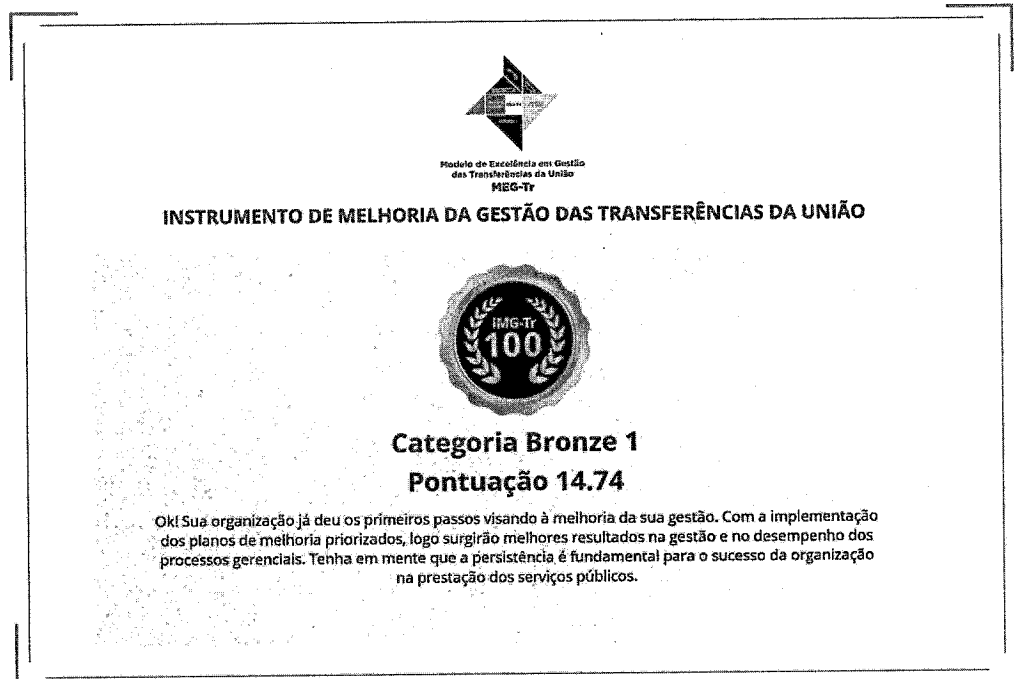 Modelo de Excelência em Gestão
das Transferências da União
MEG-Tr
INSTRUMENTO DE MELHORIA DA GESTÃO DAS TRANSFERÊNCIAS DA UNIÃO
IMG-Tr
100
Categoria Bronze 1
Pontuação 14.74
Ok! Sua organização já deu os primeiros passos visando à melhoria da sua gestão. Com a implementação
dos planos de melhoria priorizados, logo surgirão melhores resultados na gestão e no desempenho dos
processos gerenciais. Tenha em mente que a persistência é fundamental para o sucesso da organização
na prestação dos serviços públicos.